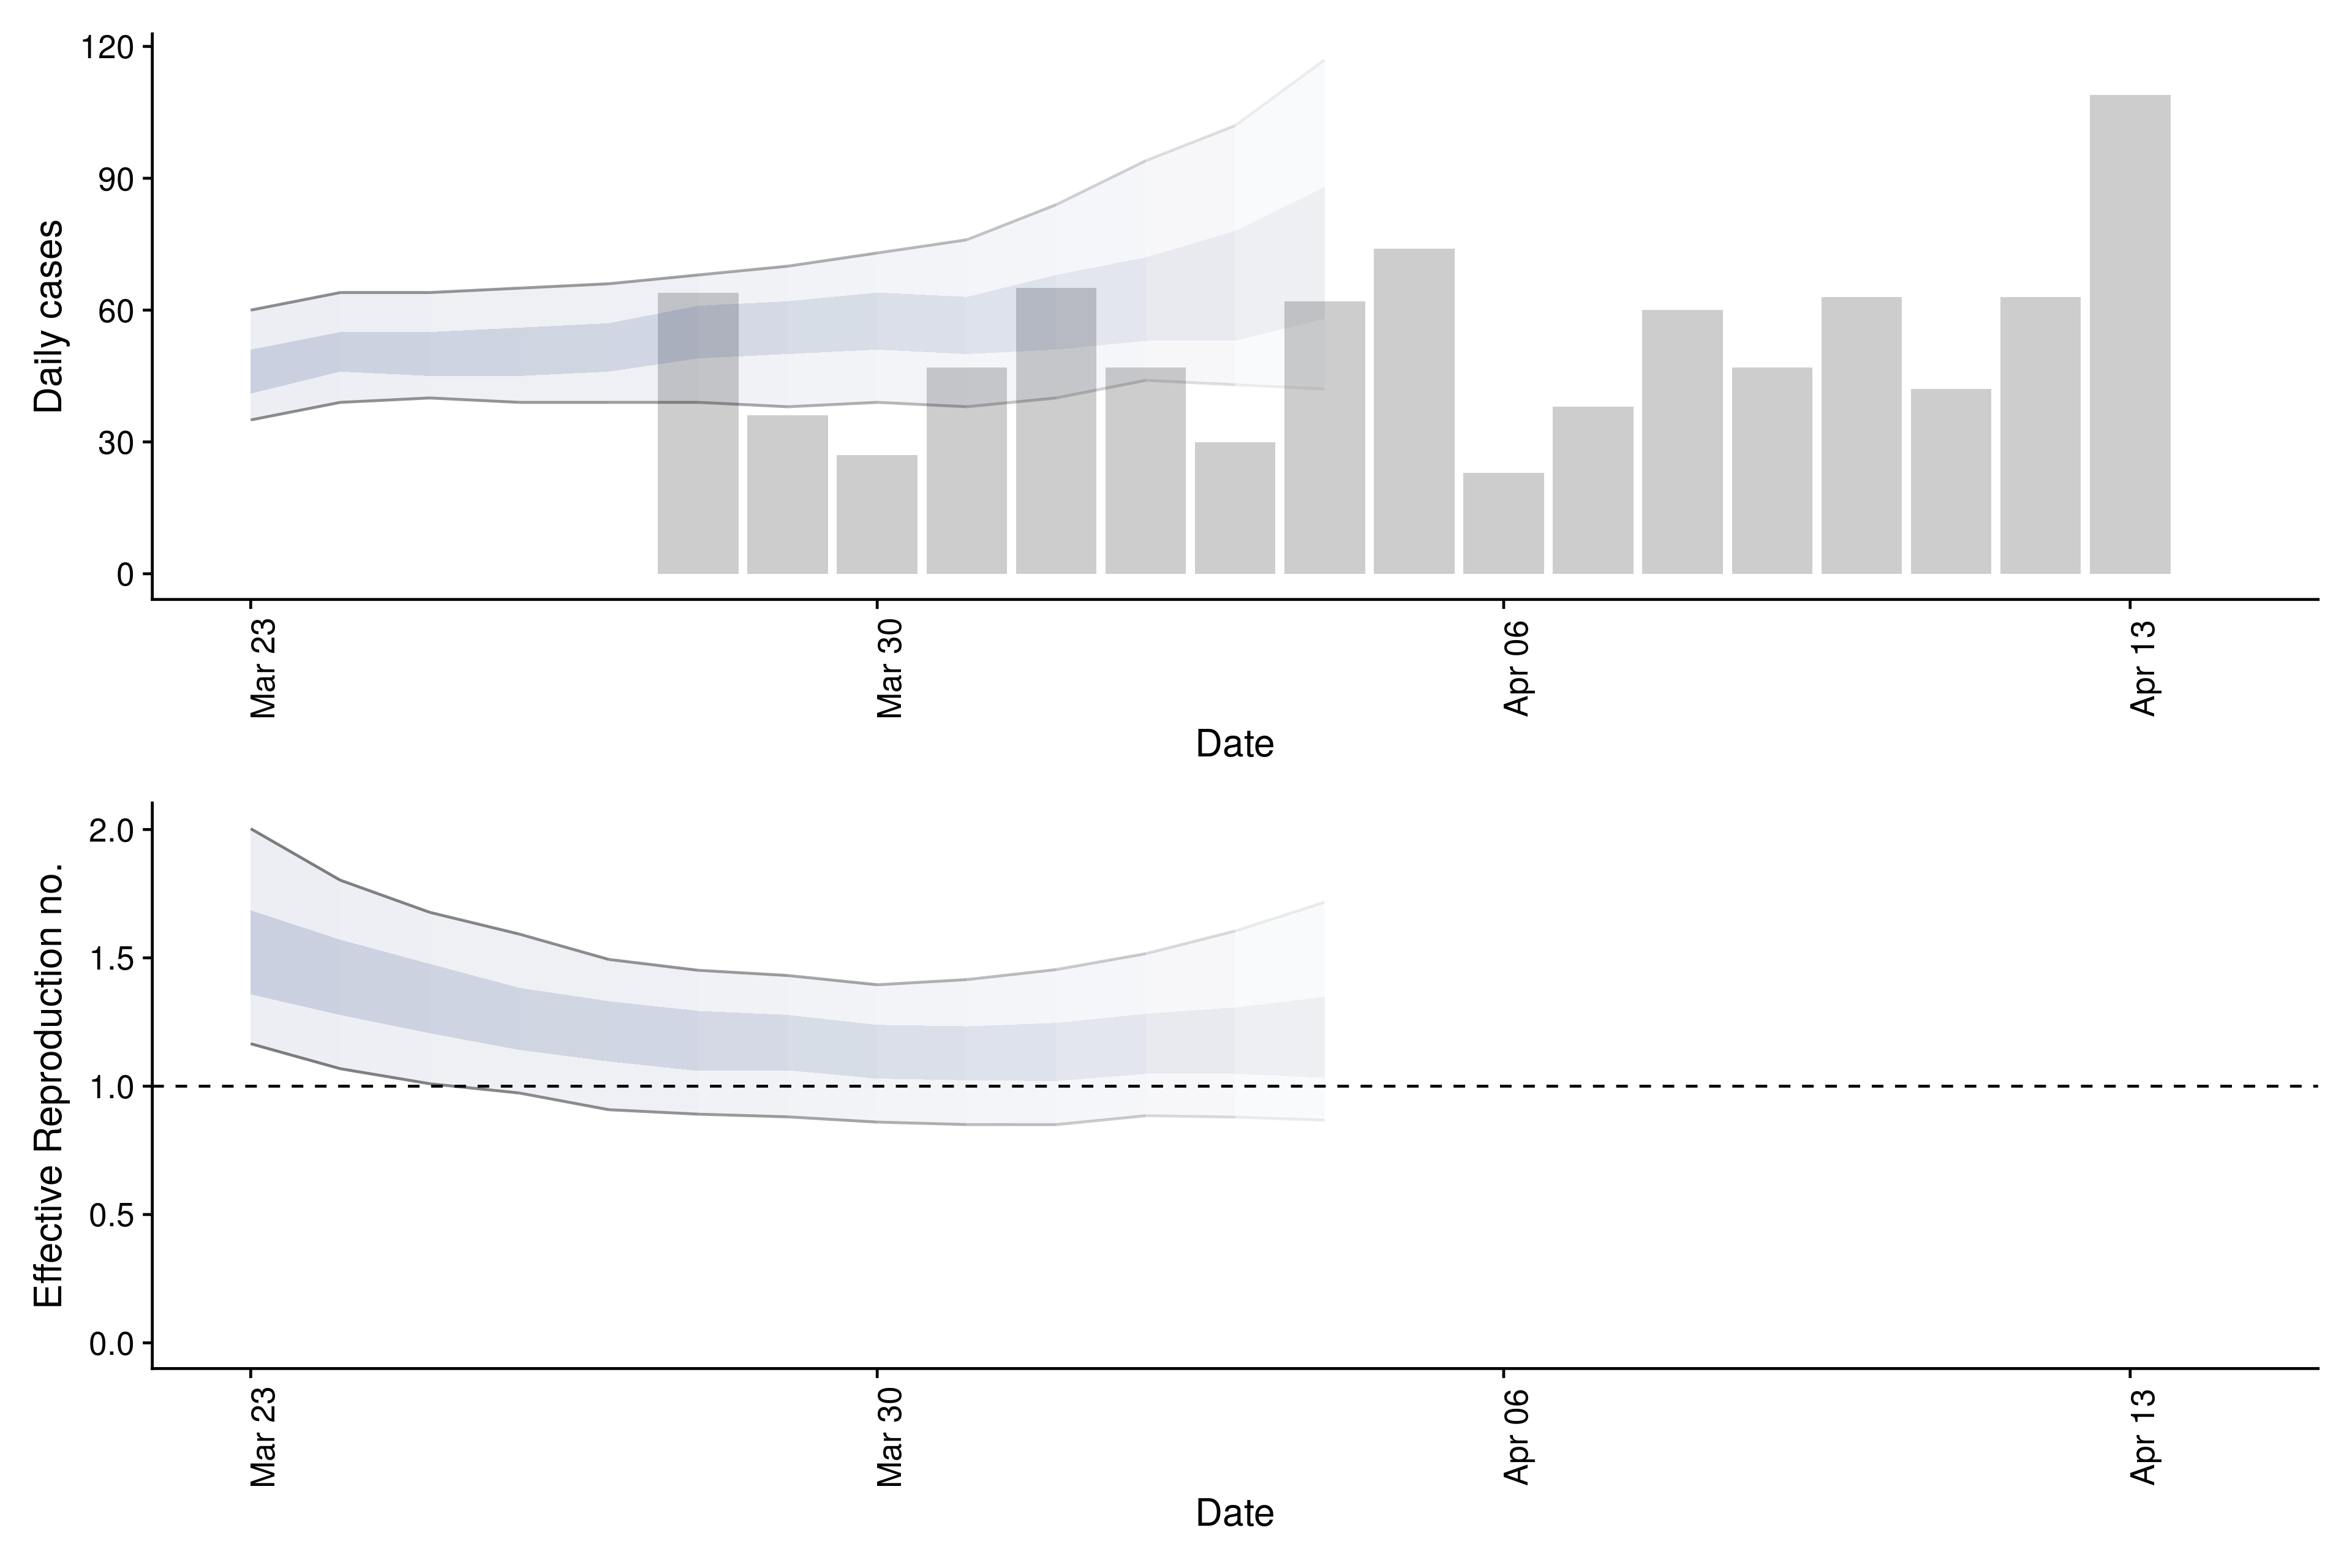 Daily cases
120
90
60
30
0
Mar 23
Mar 30
Apr 06
Apr 13
Date
Effective Reproduction no.
2.0
1.5
1.0
0.5
0.0
Mar 23
Mar 30
Apr 06
Apr 13
Date